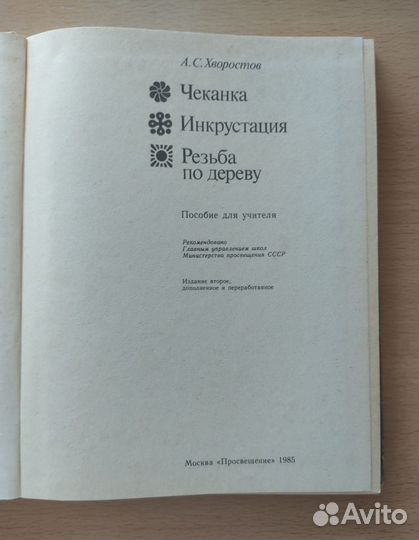 А. С. Хворостов
Чеканка
Инкрустация
Резьба
по дереву
Пособие для учителя
Рекомендовано
Главным управлением школ
Министерства просвещения СССР
Издание второе,
дополненное и переработанное
Москва «Просвещение» 1985
Avito